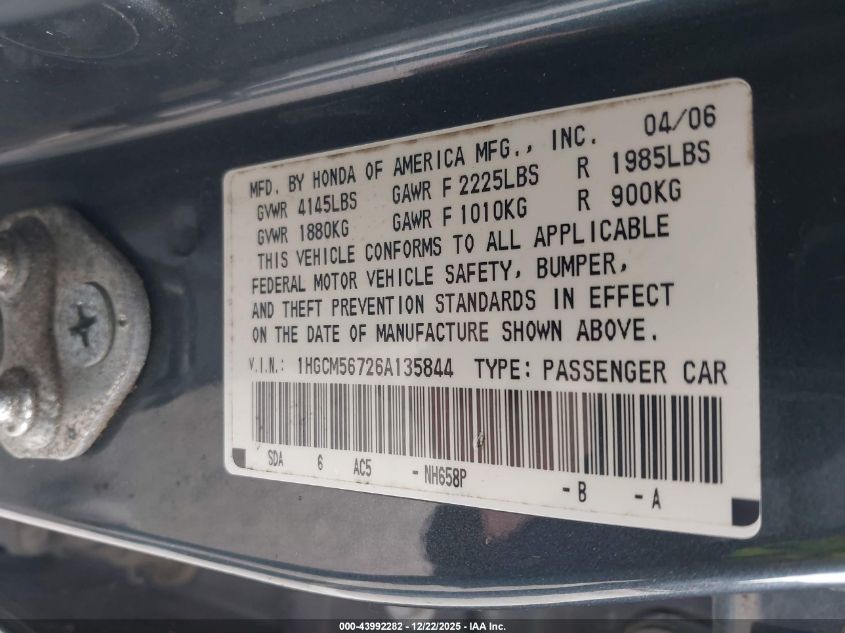 04/06
MFD. BY HONDA OF AMERICA MFG., INC.
GVWR 4145LBS GAWR F 2225LBS R 1985LBS
GVWR 1880KG GAWR F 1010KG R 900KG
THIS VEHICLE CONFORMS TO ALL APPLICABLE
FEDERAL MOTOR VEHICLE SAFETY, BUMPER,
AND THEFT PREVENTION STANDARDS IN EFFECT
ON THE DATE OF MANUFACTURE SHOWN ABOVE.
V.I.N.: 1HGCM56726A135844 TYPE: PASSENGER CAR
SDA 6 AC5 - NH658P - B - A
000-43992282 - 12/22/2025 - IAA Inc.